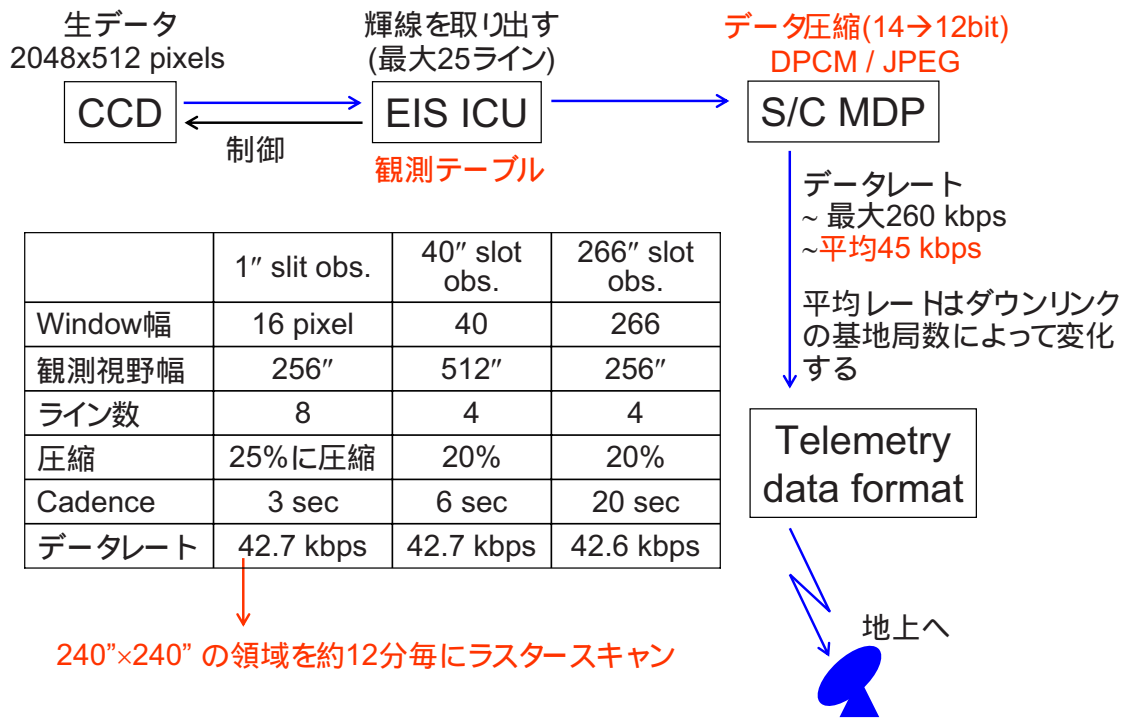 生データ
2048x512 pixels
CCD
制御
輝線を取り出す
(最大25ライン)
EIS ICU
観測テーブル
データ圧縮(14→12bit)
DPCM / JPEG
S/C MDP
データレート
~ 最大260 kbps
~平均45 kbps
平均レートはダウンリンク
の基地局数によって変化
する
1″ slit obs. 40″ slot obs. 266″ slot obs.
Window幅 16 pixel 40 266
観測視野幅 256″ 512″ 256″
ライン数 8 4 4
圧縮 25%に圧縮 20% 20%
Cadence 3 sec 6 sec 20 sec
データレート 42.7 kbps 42.7 kbps 42.6 kbps
240”×240” の領域を約12分毎にラスタースキャン
Telemetry
data format
地上へ